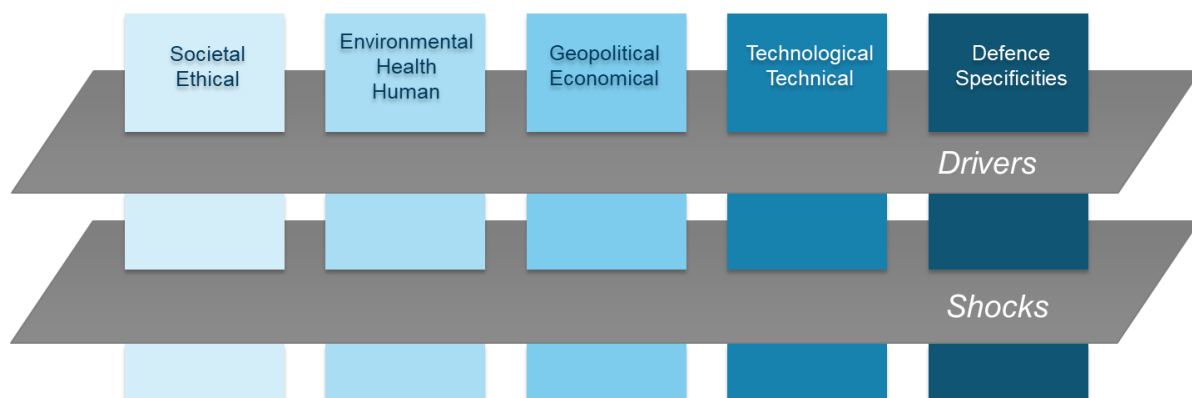 Societal
Ethical
Environmental
Health
Human
Geopolitical
Economical
Technological
Technical
Defence
Specificities
Drivers
Shocks